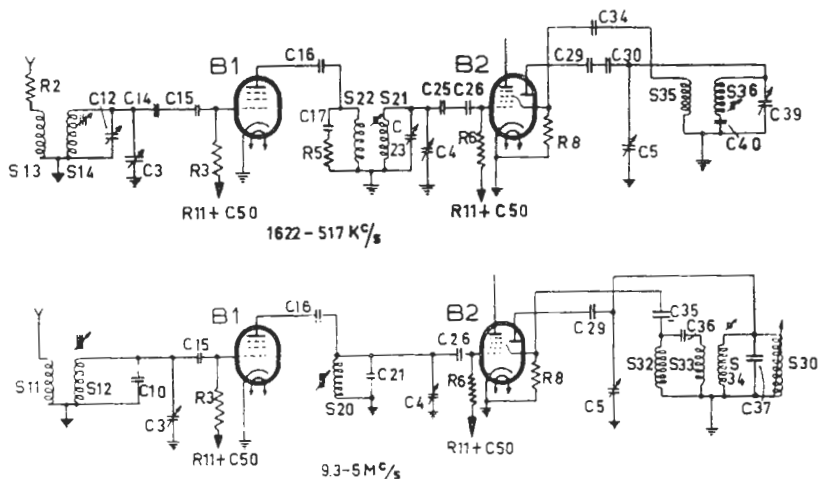 C34
C16
B1
B2
C29 C30
R2
C12 C14 C15
S22 S21
C25 C26
S35
S36
C39
C17
C
23
R5
R3
C4
R6
R8
C5
C40
S13
S14
C3
R11+C50
R11+C50
1622–517 Kc/s
B1
C16
B2
C29
C35
C36
C15
C26
S11
S12
C10
R3
C3
S20
C21
C4
R6
R8
C5
S32
S33
S
34
S30
C37
R11+C50
R11+C50
9.3–5 Mc/s